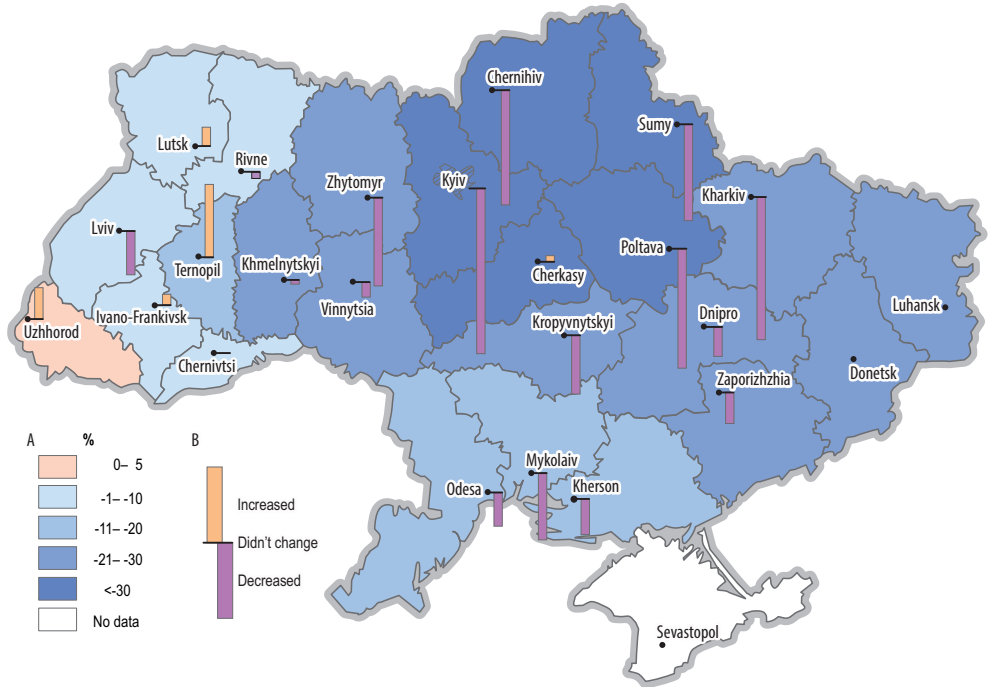 Chernihiv
Sumy
Lutsk
Rivne
Zhytomyr
Kyiv
Kharkiv
Lviv
Ternopil
Khmelnytskyi
Cherkasy
Poltava
Uzhhorod
Ivano-Frankivsk
Vinnytsia
Kropyvnytskyi
Dnipro
Luhansk
Chernivtsi
Zaporizhzhia
Donetsk
Mykolaiv
Odesa
Kherson
Sevastopol
A % B
0– 5
-1– -10
-11– -20
-21– -30
<-30
No data
Increased
Didn't change
Decreased